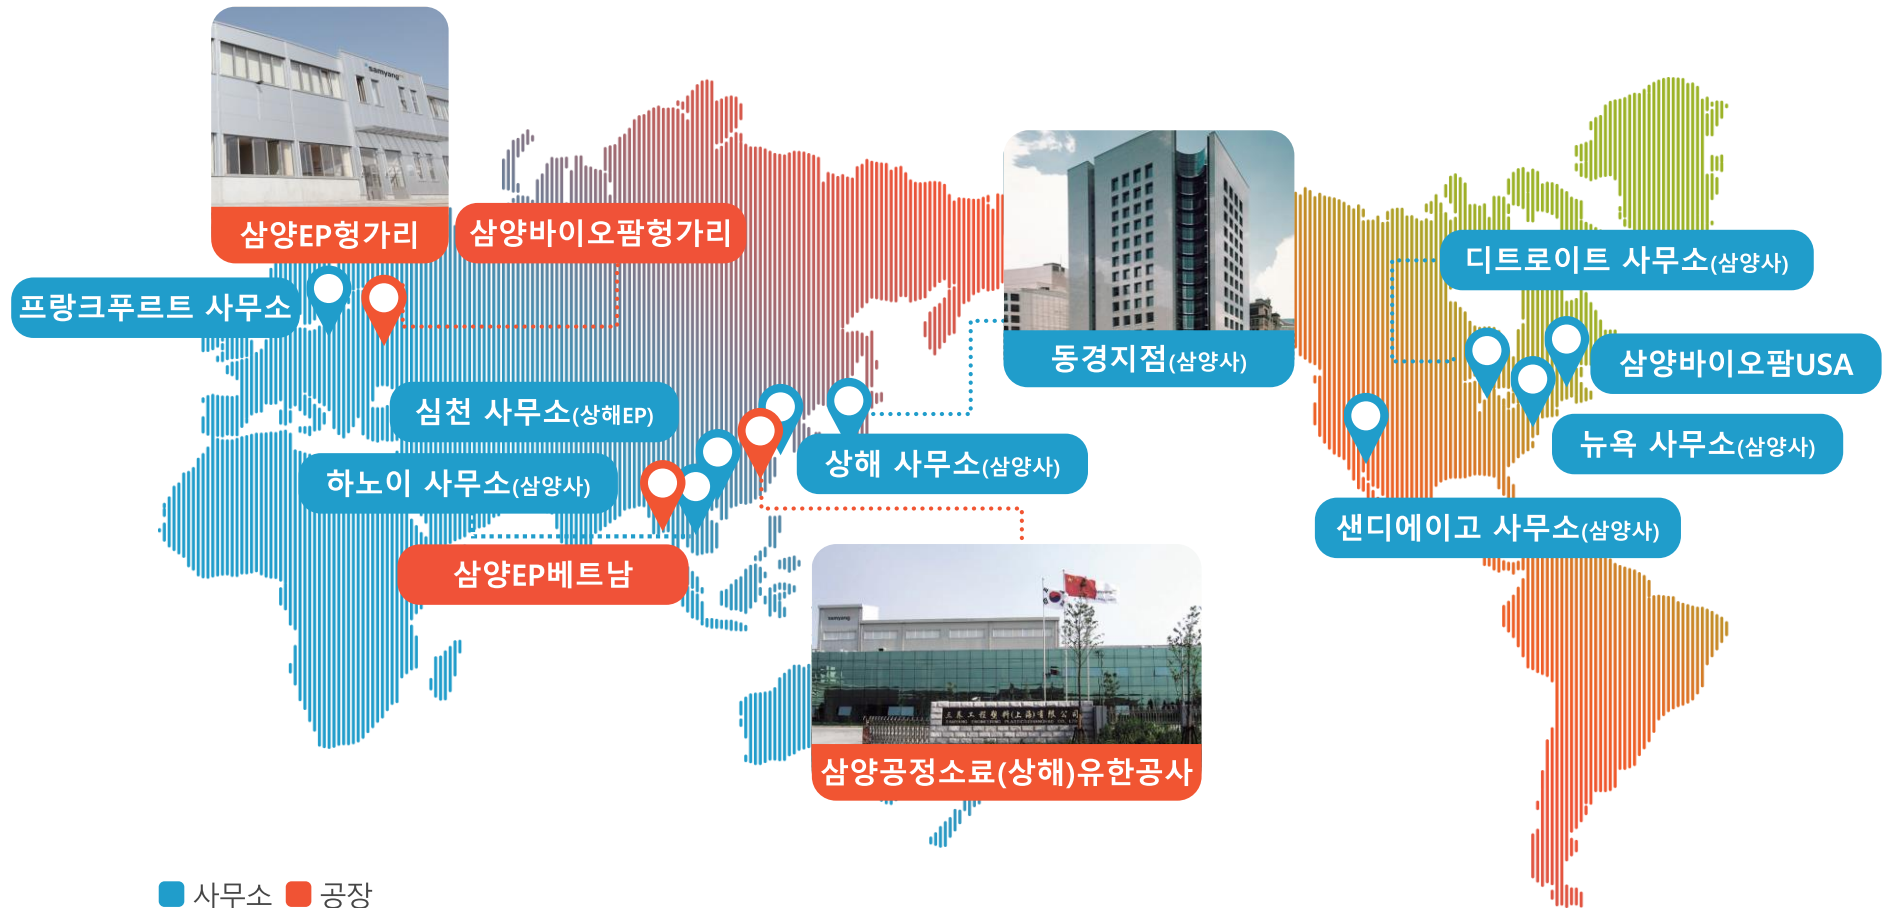 samyang
삼양EP헝가리
삼양바이오팜헝가리
프랑크푸르트 사무소
동경지점(삼양사)
디트로이트 사무소(삼양사)
삼양바이오팜USA
심천 사무소(상해EP)
뉴욕 사무소(삼양사)
상해 사무소(삼양사)
하노이 사무소(삼양사)
샌디에이고 사무소(삼양사)
삼양EP베트남
samyang
삼양공정소료(상해)유한공사
사무소
공장